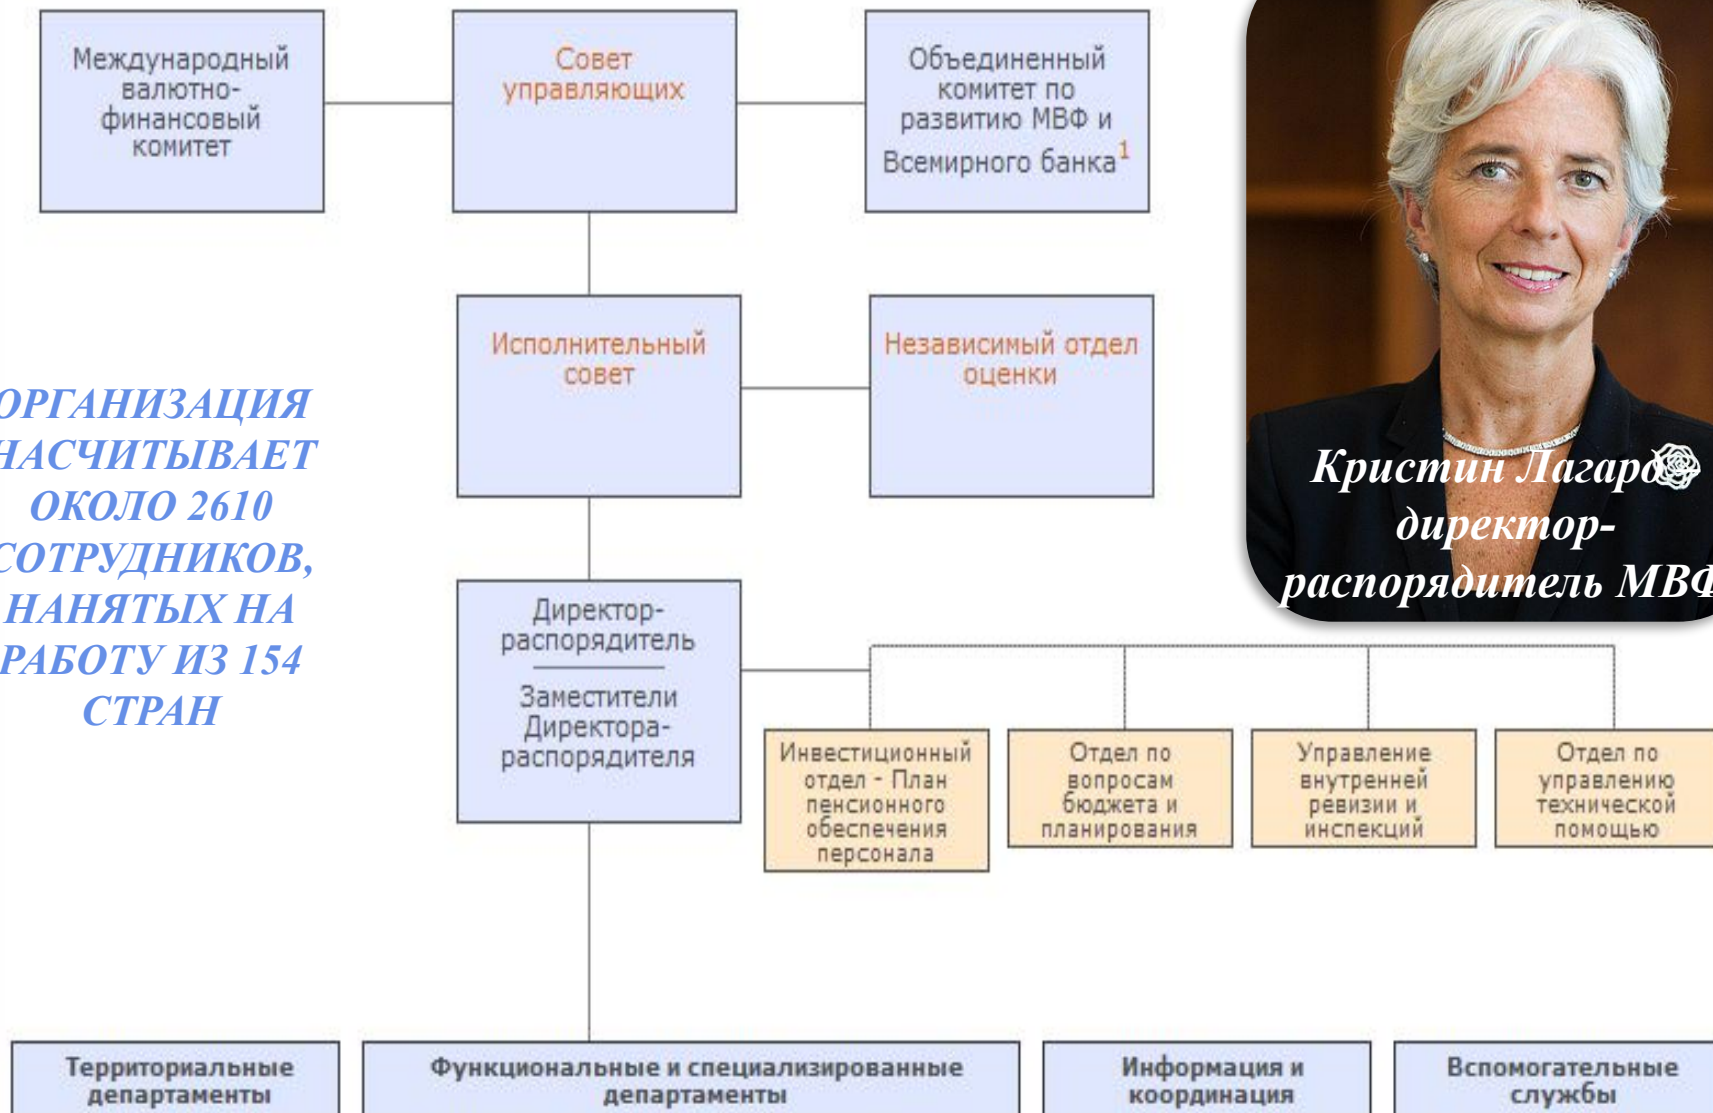 Международный
валютно-
финансовый
комитет
Совет
управляющих
Объединенный
комитет по
развитию МВФ и
Всемирного банка1
Исполнительный
совет
Независимый отдел
оценки
ОРГАНИЗАЦИЯ
НАСЧИТЫВАЕТ
ОКОЛО 2610
СОТРУДНИКОВ,
НАНЯТЫХ НА
РАБОТУ ИЗ 154
СТРАН
Кристин Лагард –
директор-
распорядитель МВФ
Директор-
распорядитель
Заместители
Директора-
распорядителя
Инвестиционный
отдел - План
пенсионного
обеспечения
персонала
Отдел по
вопросам
бюджета и
планирования
Управление
внутренней
ревизии и
инспекций
Отдел по
управлению
технической
помощью
Территориальные
департаменты
Функциональные и специализированные
департаменты
Информация и
координация
Вспомогательные
службы